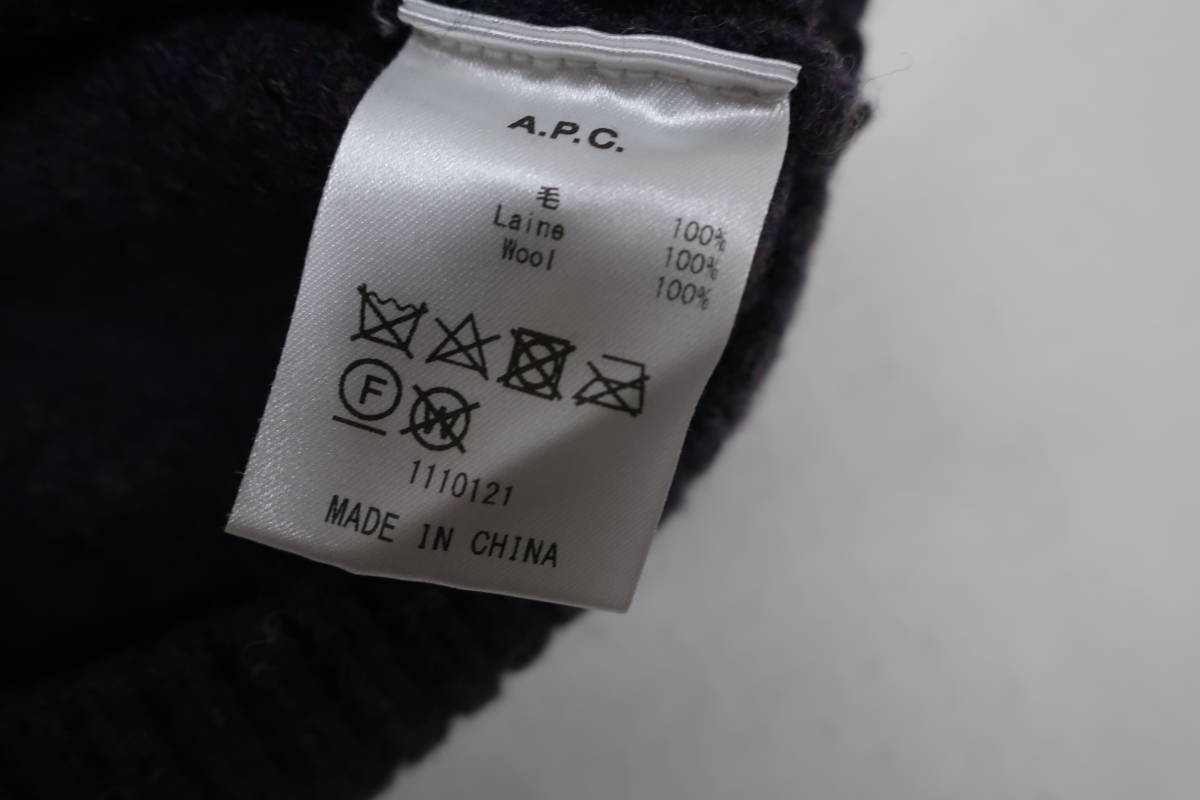 A.P.C.
毛 100%
Laine 100%
Wool 100%
F W
1110121
MADE IN CHINA